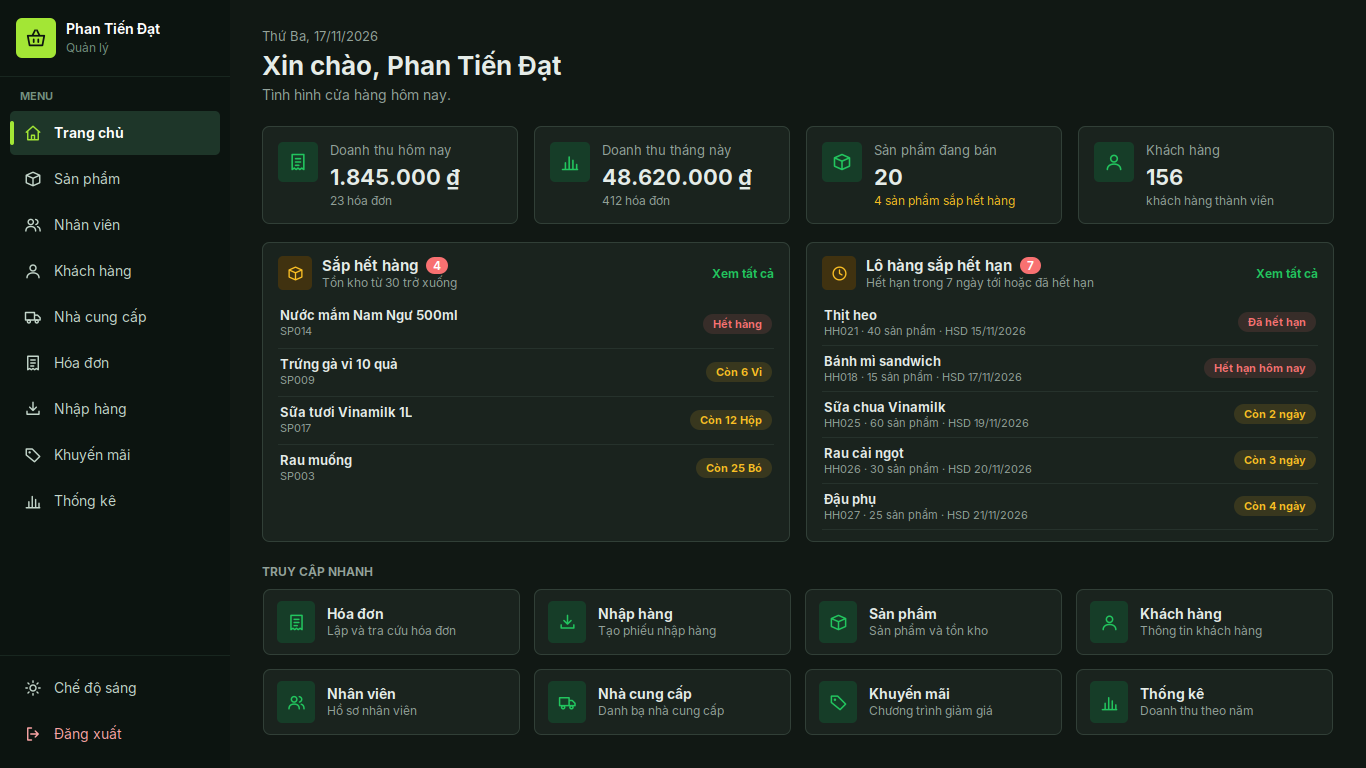 Phan Tiến Đạt
Quản lý
MENU
Trang chủ
Sản phẩm
Nhân viên
Khách hàng
Nhà cung cấp
Hóa đơn
Nhập hàng
Khuyến mãi
Thống kê
Chế độ sáng
Đăng xuất
Thứ Ba, 17/11/2026
Xin chào, Phan Tiến Đạt
Tình hình cửa hàng hôm nay.
Doanh thu hôm nay
1.845.000 ₫
23 hóa đơn
Doanh thu tháng này
48.620.000 ₫
412 hóa đơn
Sản phẩm đang bán
20
4 sản phẩm sắp hết hàng
Khách hàng
156
khách hàng thành viên
Sắp hết hàng 4
Tồn kho từ 30 trở xuống
Xem tất cả
Nước mắm Nam Ngư 500ml
SP014
Hết hàng
Trứng gà vỉ 10 quả
SP009
Còn 6 Vỉ
Sữa tươi Vinamilk 1L
SP017
Còn 12 Hộp
Rau muống
SP003
Còn 25 Bó
Lô hàng sắp hết hạn 7
Hết hạn trong 7 ngày tới hoặc đã hết hạn
Xem tất cả
Thịt heo
HH021 · 40 sản phẩm · HSD 15/11/2026
Đã hết hạn
Bánh mì sandwich
HH018 · 15 sản phẩm · HSD 17/11/2026
Hết hạn hôm nay
Sữa chua Vinamilk
HH025 · 60 sản phẩm · HSD 19/11/2026
Còn 2 ngày
Rau cải ngọt
HH026 · 30 sản phẩm · HSD 20/11/2026
Còn 3 ngày
Đậu phụ
HH027 · 25 sản phẩm · HSD 21/11/2026
Còn 4 ngày
TRUY CẬP NHANH
Hóa đơn
Lập và tra cứu hóa đơn
Nhập hàng
Tạo phiếu nhập hàng
Sản phẩm
Sản phẩm và tồn kho
Khách hàng
Thông tin khách hàng
Nhân viên
Hồ sơ nhân viên
Nhà cung cấp
Danh bạ nhà cung cấp
Khuyến mãi
Chương trình giảm giá
Thống kê
Doanh thu theo năm